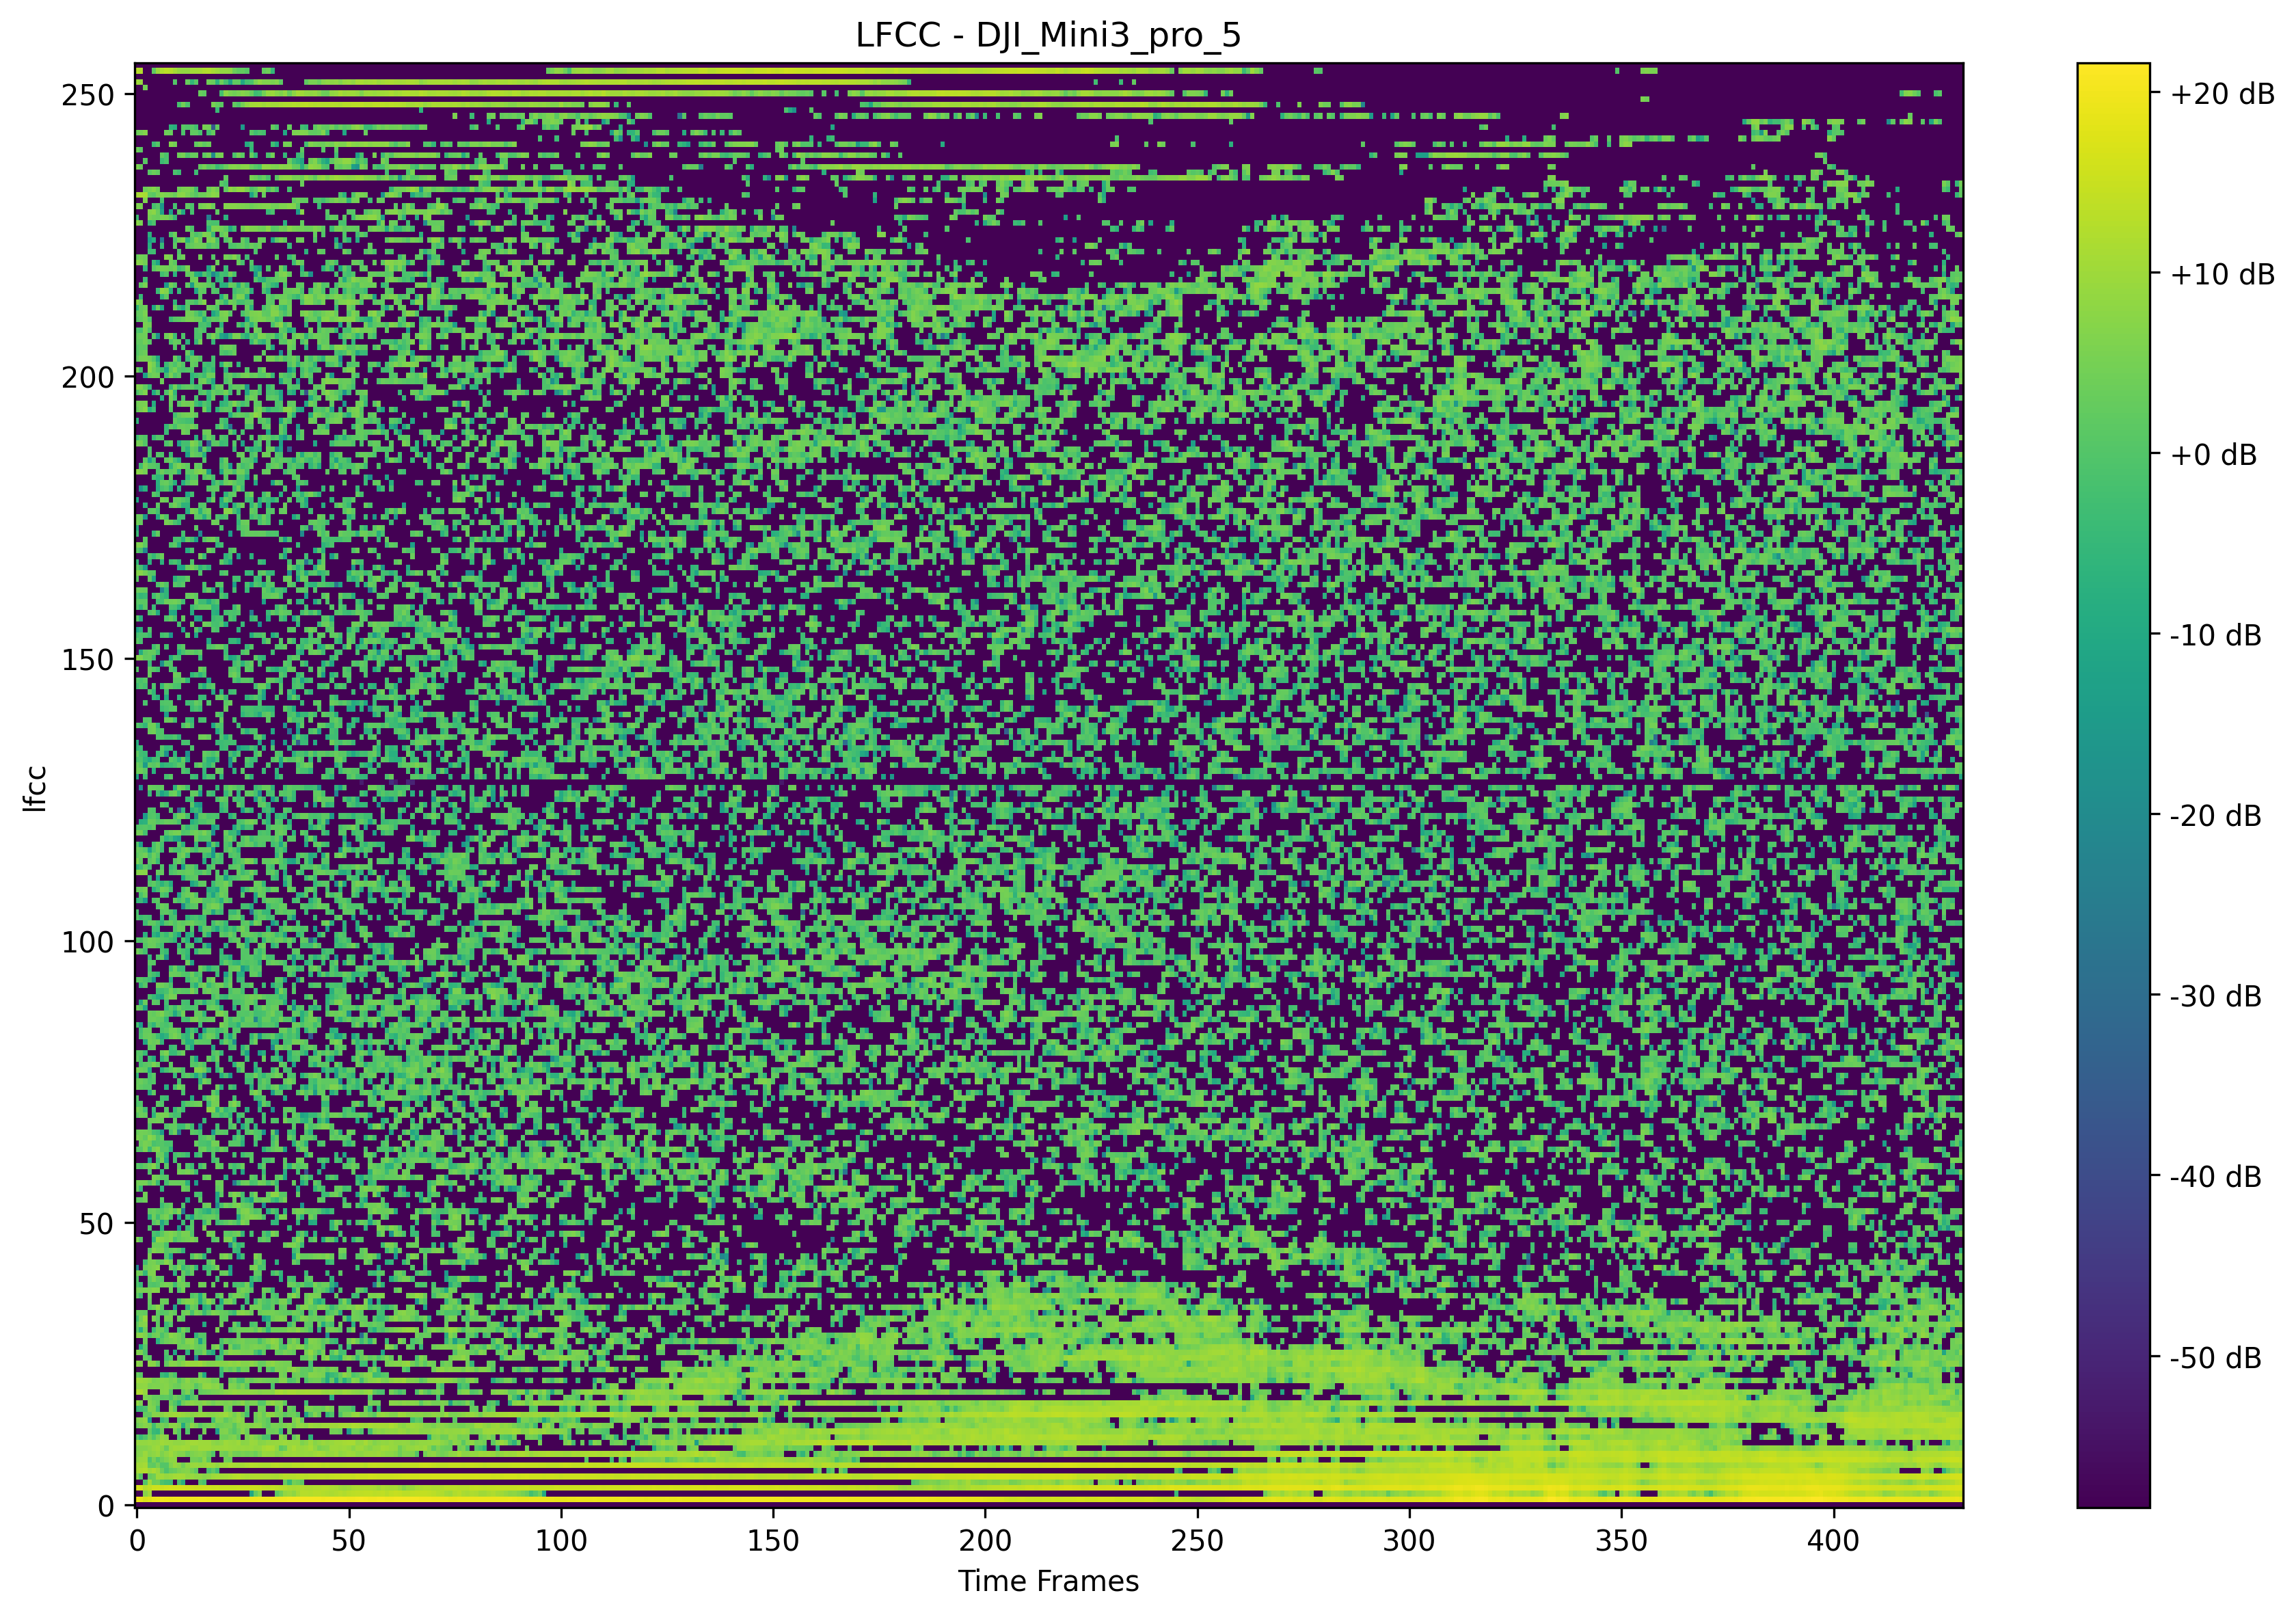 LFCC - DJI_Mini3_pro_5
250
200
150
100
50
0
lfcc
0 50 100 150 200 250 300 350 400
Time Frames
+20 dB
+10 dB
+0 dB
-10 dB
-20 dB
-30 dB
-40 dB
-50 dB